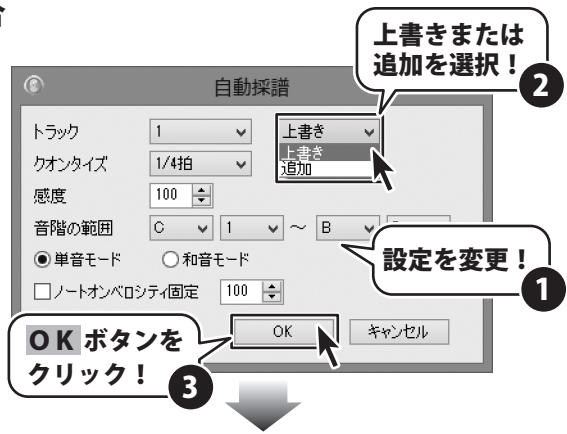 上書きまたは
追加を選択！
2
自動採譜
トラック 1 上書き
上書き
追加
クオンタイズ 1/4拍
感度 100
音階の範囲 C 1 ～ B
単音モード 和音モード
設定を変更！
1
ノートオンベロシティ固定 100
OK キャンセル
OK ボタンを
クリック！
3